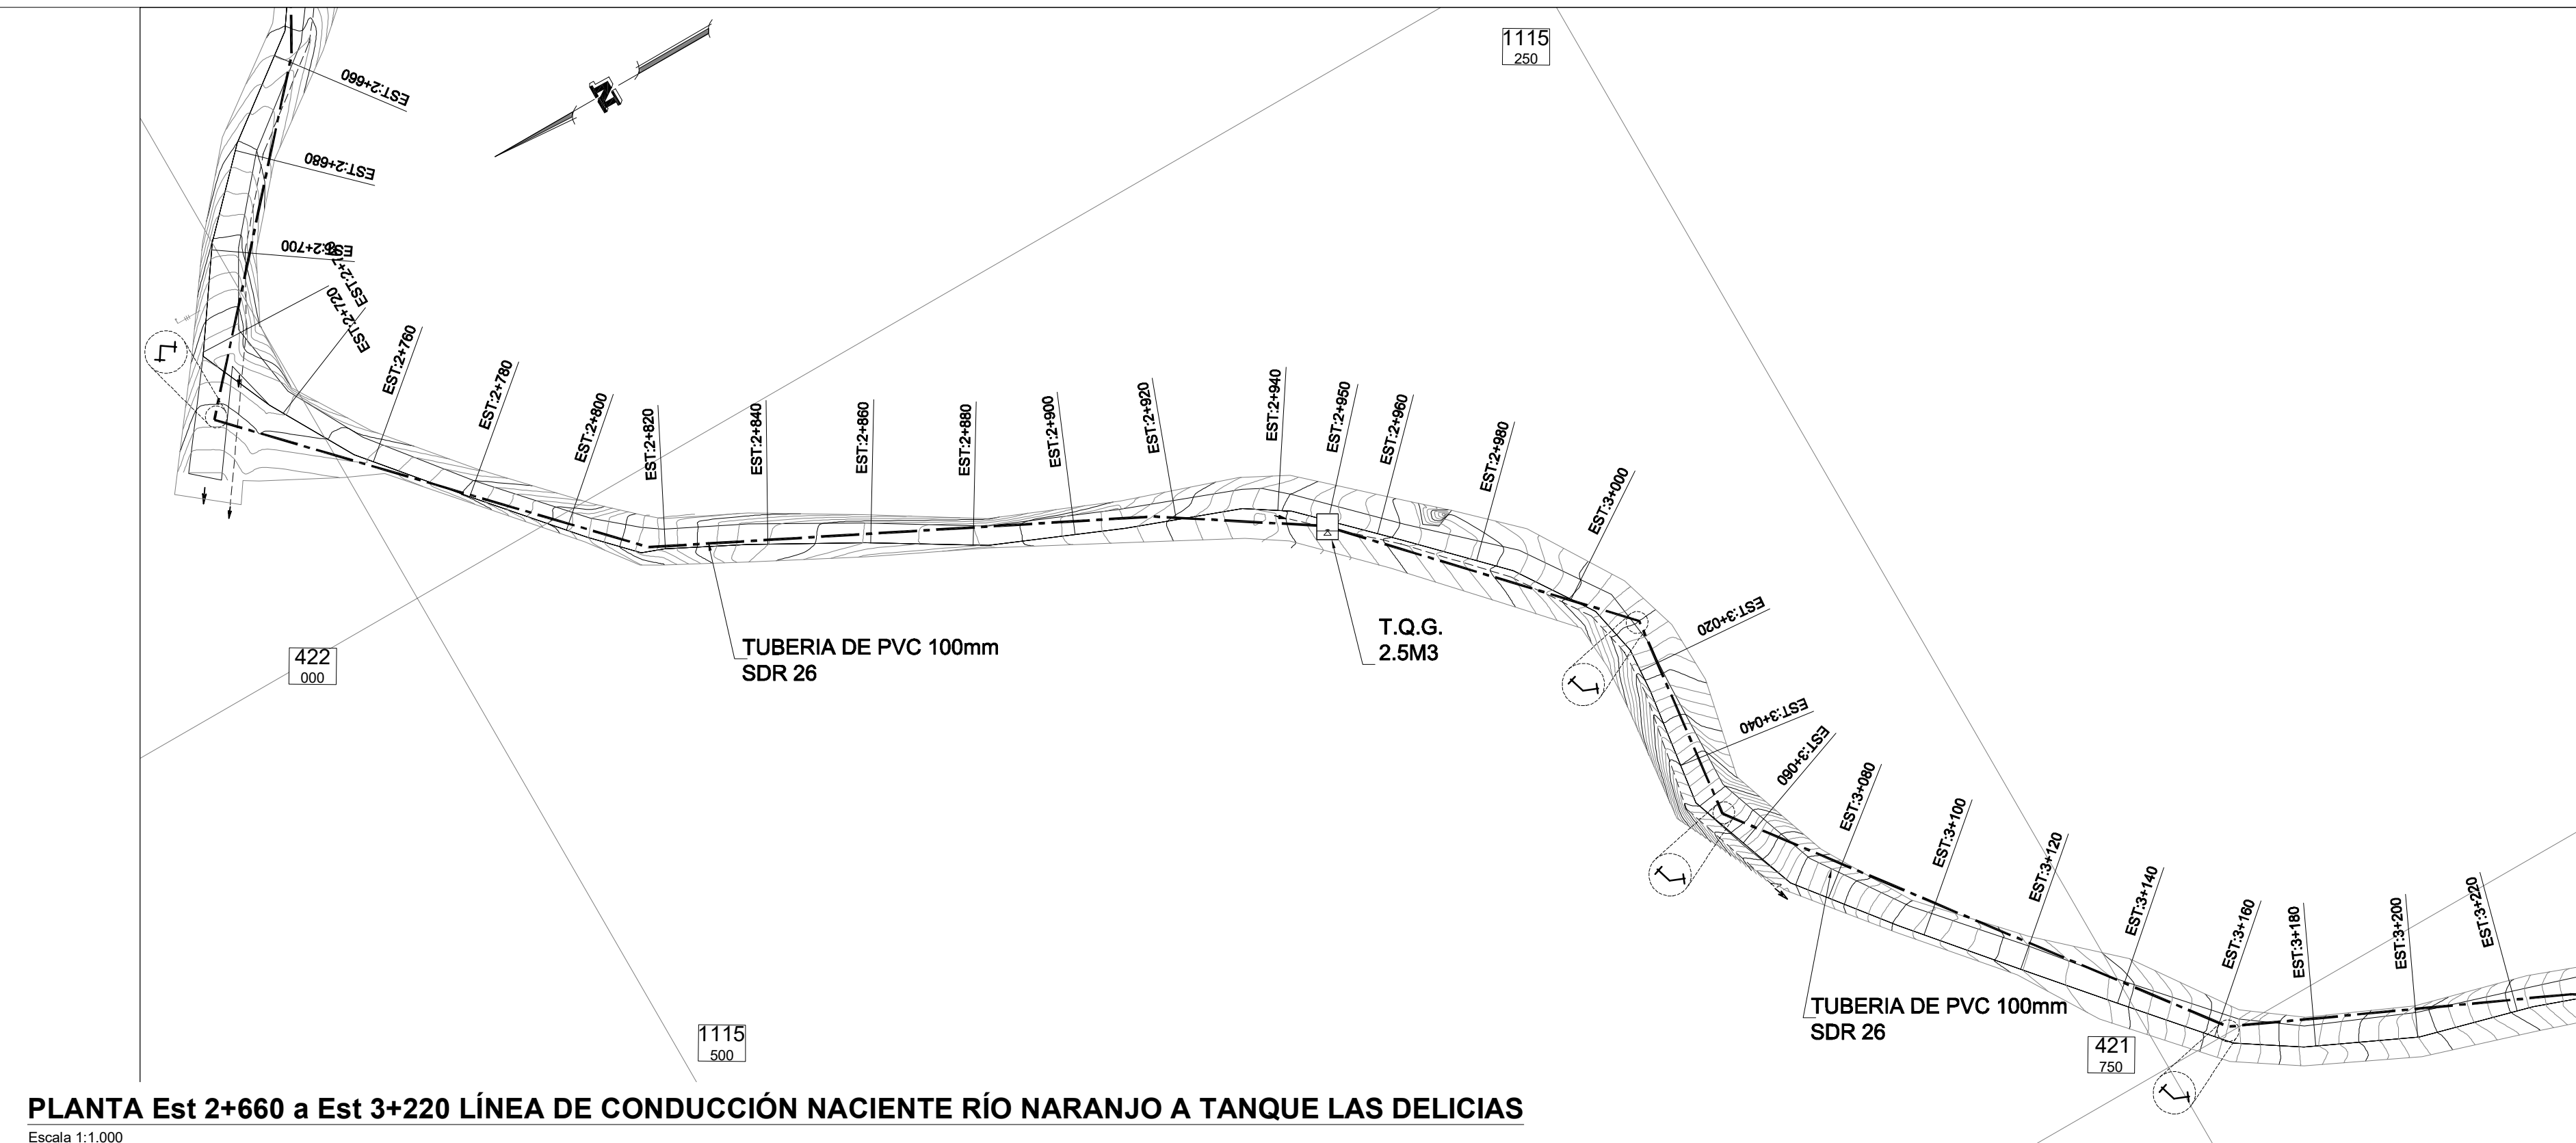 1115
250
N
EST:2+660
EST:2+680
EST:2+700
EST:2+720
EST:2+760
EST:2+780
EST:2+800
EST:2+820
EST:2+840
EST:2+860
EST:2+880
EST:2+900
EST:2+920
EST:2+940
EST:2+950
EST:2+960
EST:2+980
EST:3+000
EST:3+020
EST:3+040
EST:3+060
EST:3+080
EST:3+100
EST:3+120
EST:3+140
EST:3+160
EST:3+180
EST:3+200
EST:3+220
TUBERIA DE PVC 100mm
SDR 26
T.Q.G.
2.5M3
422
000
TUBERIA DE PVC 100mm
SDR 26
1115
500
421
750
PLANTA Est 2+660 a Est 3+220 LÍNEA DE CONDUCCIÓN NACIENTE RÍO NARANJO A TANQUE LAS DELICIAS
Escala 1:1.000